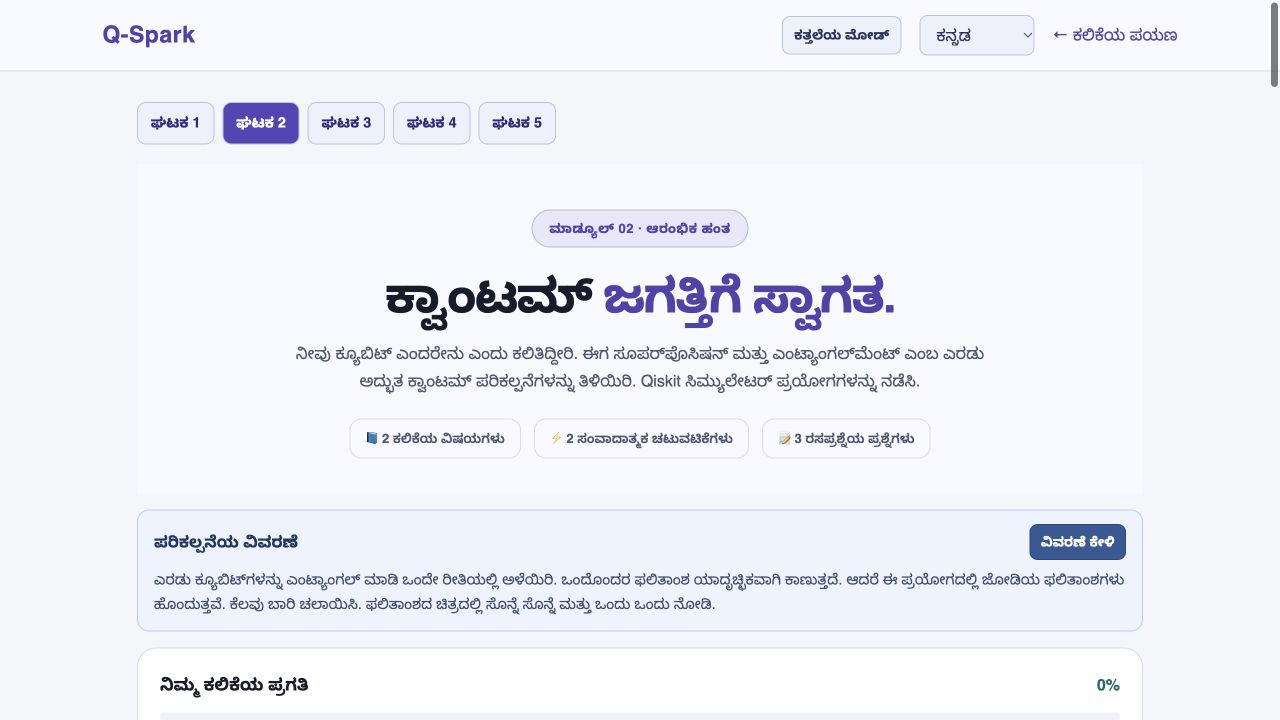 Q-Spark
ಕತ್ತಲೆಯ ಮೋಡ್
ಕನ್ನಡ
← ಕಲಿಕೆಯ ಪಯಣ
ಘಟಕ 1
ಘಟಕ 2
ಘಟಕ 3
ಘಟಕ 4
ಘಟಕ 5
ಮಾಡ್ಯೂಲ್ 02 · ಆರಂಭಿಕ ಹಂತ
ಕ್ವಾಂಟಮ್ ಜಗತ್ತಿಗೆ ಸ್ವಾಗತ.
ನೀವು ಕ್ಯೂಬಿಟ್ ಎಂದರೇನು ಎಂದು ಕಲಿತಿದ್ದೀರಿ. ಈಗ ಸೂಪರ್‌ಪೊಸಿಷನ್ ಮತ್ತು ಎಂಟ್ಯಾಂಗಲ್‌ಮೆಂಟ್ ಎಂಬ ಎರಡು
ಅದ್ಭುತ ಕ್ವಾಂಟಮ್ ಪರಿಕಲ್ಪನೆಗಳನ್ನು ತಿಳಿಯಿರಿ. Qiskit ಸಿಮ್ಯುಲೇಟರ್ ಪ್ರಯೋಗಗಳನ್ನು ನಡೆಸಿ.
📘 2 ಕಲಿಕೆಯ ವಿಷಯಗಳು
⚡ 2 ಸಂವಾದಾತ್ಮಕ ಚಟುವಟಿಕೆಗಳು
📝 3 ರಸಪ್ರಶ್ನೆಯ ಪ್ರಶ್ನೆಗಳು
ಪರಿಕಲ್ಪನೆಯ ವಿವರಣೆ
ವಿವರಣೆ ಕೇಳಿ
ಎರಡು ಕ್ಯೂಬಿಟ್‌ಗಳನ್ನು ಎಂಟ್ಯಾಂಗಲ್ ಮಾಡಿ ಒಂದೇ ರೀತಿಯಲ್ಲಿ ಅಳೆಯಿರಿ. ಒಂದೊಂದರ ಫಲಿತಾಂಶ ಯಾದೃಚ್ಛಿಕವಾಗಿ ಕಾಣುತ್ತದೆ. ಆದರೆ ಈ ಪ್ರಯೋಗದಲ್ಲಿ ಜೋಡಿಯ ಫಲಿತಾಂಶಗಳು
ಹೊಂದುತ್ತವೆ. ಕೆಲವು ಬಾರಿ ಚಲಾಯಿಸಿ. ಫಲಿತಾಂಶದ ಚಿತ್ರದಲ್ಲಿ ಸೊನ್ನೆ ಸೊನ್ನೆ ಮತ್ತು ಒಂದು ಒಂದು ನೋಡಿ.
ನಿಮ್ಮ ಕಲಿಕೆಯ ಪ್ರಗತಿ
0%